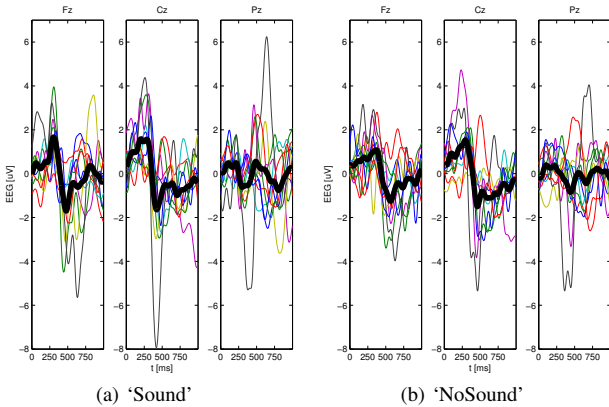 Fz Cz Pz Fz Cz Pz
6 6
4 4
2 2
0 0
−2 −2
−4 −4
−6 −6
−8 −8
EEG [uV] EEG [uV]
0 250 500 750 0 250 500 750 0 250 500 750 0 250 500 750 0 250 500 750 0 250 500 750
t [ms] t [ms]
(a) ‘Sound’ (b) ‘NoSound’